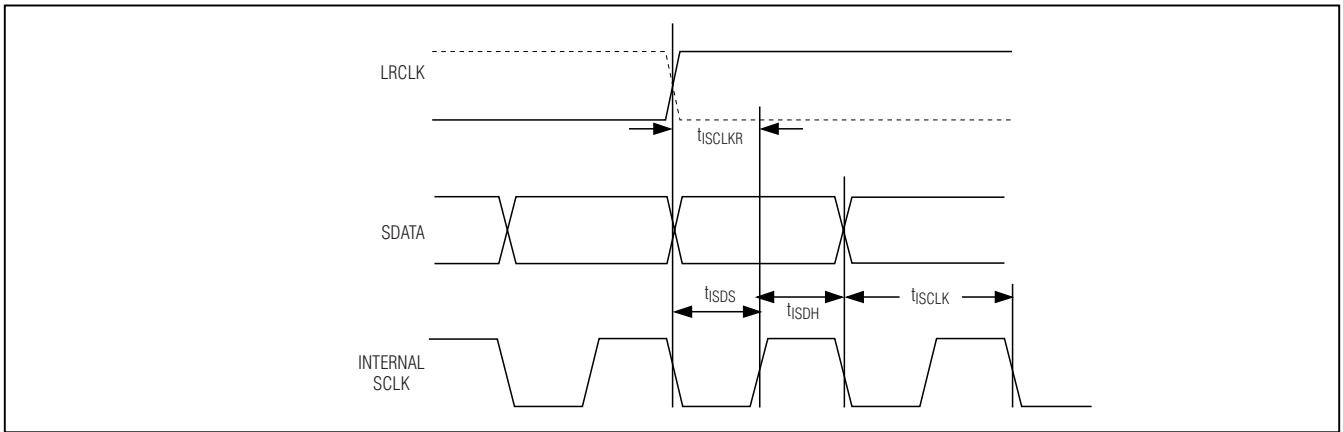 LRCLK
tISCLKR
SDATA
tISDS
tISDH
tISCLK
INTERNAL
SCLK